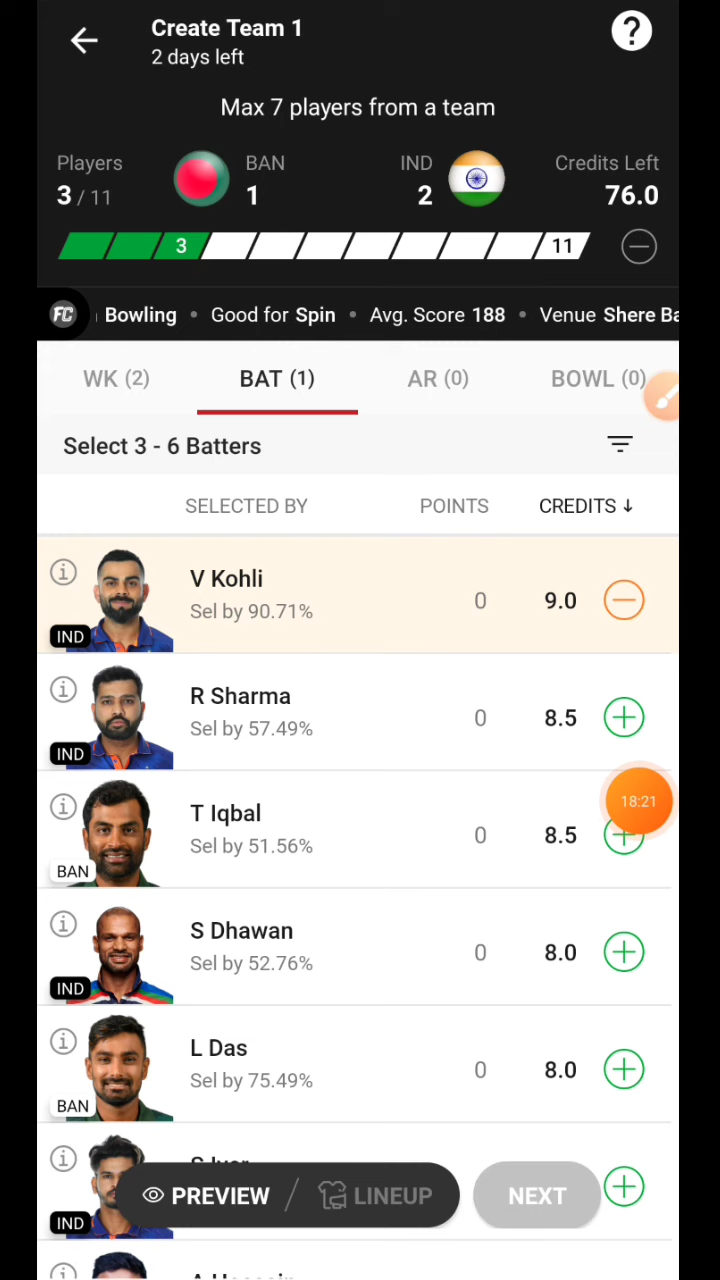 Create Team 1
2 days left
?
Max 7 players from a team
Players
3 / 11
BAN
1
IND
2
Credits Left
76.0
3
11
FC
Bowling • Good for Spin • Avg. Score 188 • Venue Shere
WK (2)
BAT (1)
AR (0)
BOWL (0)
Select 3 - 6 Batters
SELECTED BY
POINTS
CREDITS ↓
V Kohli
Sel by 90.71%
0
9.0
IND
R Sharma
Sel by 57.49%
0
8.5
IND
18:21
T Iqbal
Sel by 51.56%
0
8.5
BAN
S Dhawan
Sel by 52.76%
0
8.0
IND
L Das
Sel by 75.49%
0
8.0
BAN
IND
PREVIEW / LINEUP
NEXT